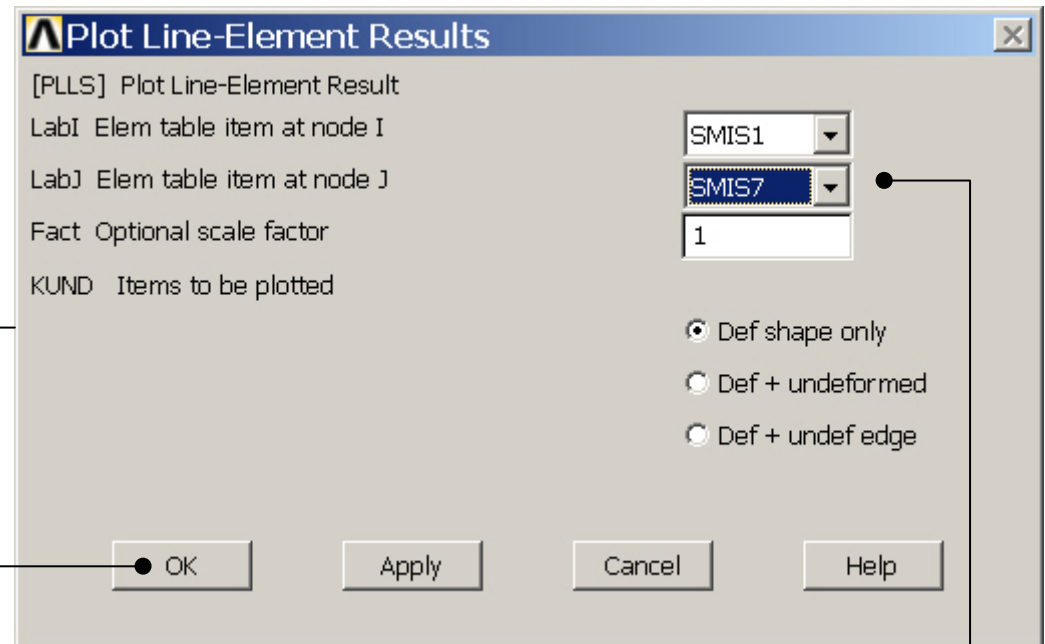 Plot Line-Element Results
[PLLS] Plot Line-Element Result
LabI Elem table item at node I
SMIS1
LabJ Elem table item at node J
SMIS7
Fact Optional scale factor
1
KUND Items to be plotted
Def shape only
Def + undeformed
Def + undef edge
OK Apply Cancel Help